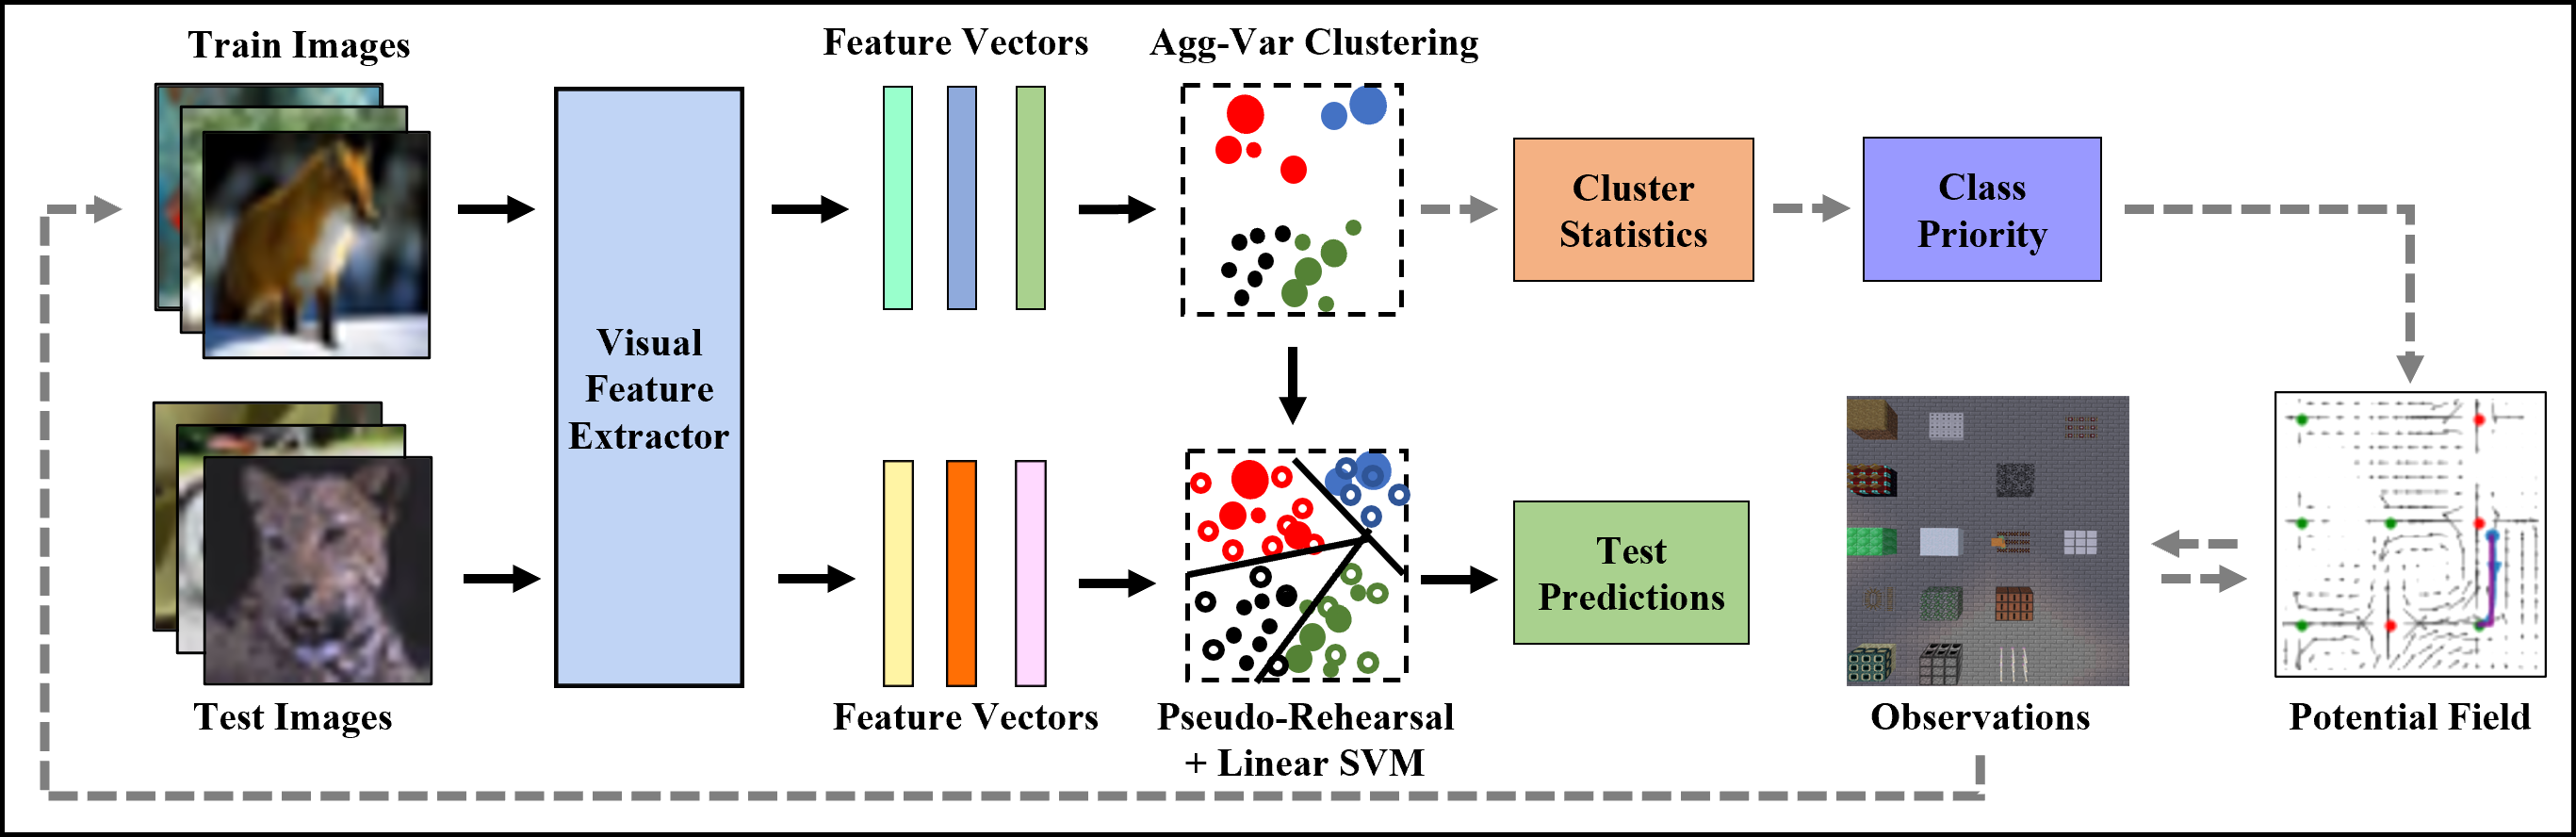 Train Images
Feature Vectors
Agg-Var Clustering
Cluster
Statistics
Class
Priority
Visual
Feature
Extractor
Test
Predictions
Test Images
Feature Vectors
Pseudo-Rehearsal
+ Linear SVM
Observations
Potential Field